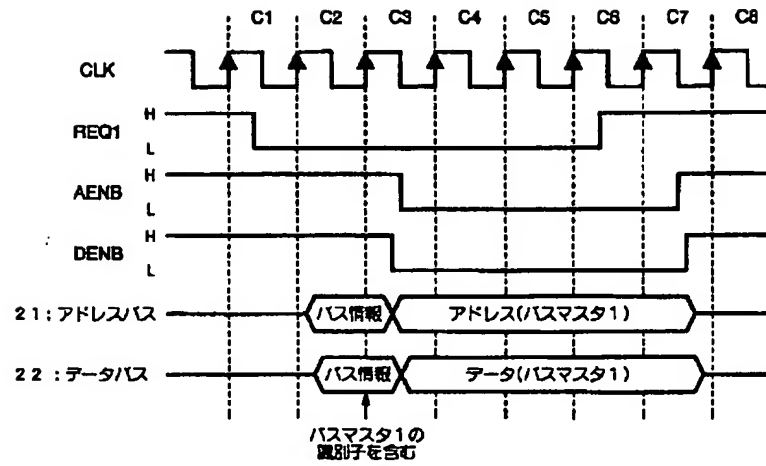 C1 C2 C3 C4 C5 C6 C7 C8
CLK
H
REQ1
L
H
AENB
L
H
DENB
L
21:アドレスバス バス情報 アドレス(バスマスタ1)
22:データバス バス情報 データ(バスマスタ1)
バスマスタ1の
識別子を含む